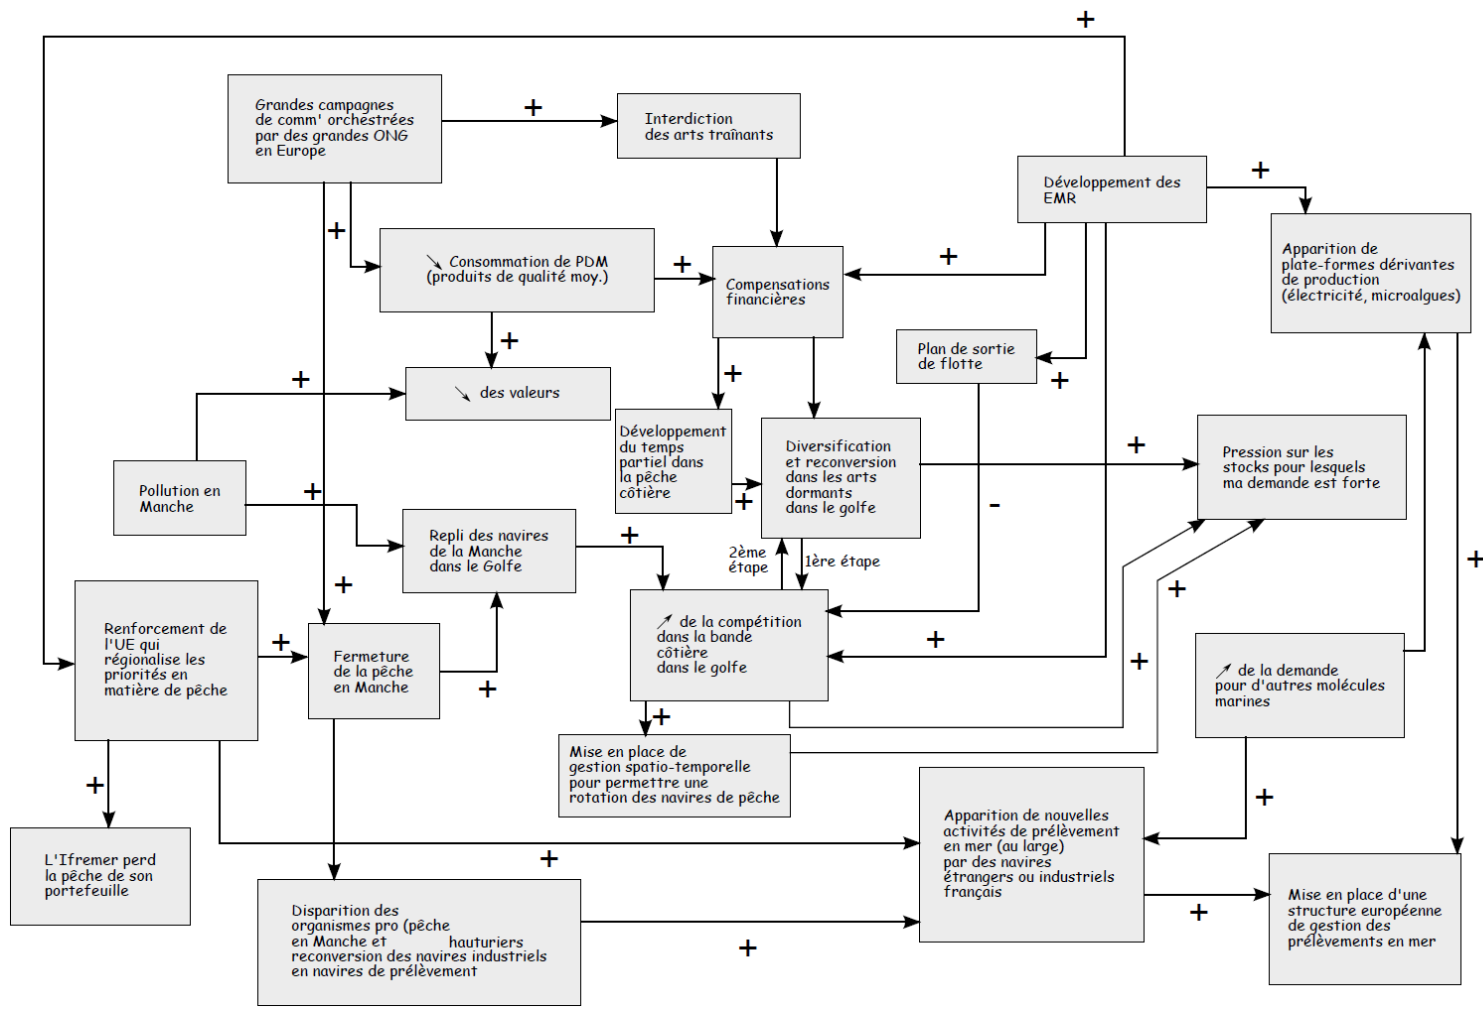 +
Grandes campagnes
de comm' orchestrées
par des grandes ONG
en Europe
+
Interdiction
des arts traînants
Développement des
EMR
+
Apparition de
plate-formes dérivantes
de production
(électricité, microalgues)
+
↘ Consommation de PDM
(produits de qualité moy.)
+
Compensations
financières
+
Plan de sortie
de flotte
+
+
↘ des valeurs
+
+
Développement
du temps
partiel dans
la pêche
côtière
+
Diversification
et reconversion
dans les arts
dormants
dans le golfe
+
Pression sur les
stocks pour lesquels
ma demande est forte
Pollution en
Manche
+
Repli des navires
de la Manche
dans le Golfe
+
-
2ème
étape
1ère étape
+
+
Renforcement de
l'UE qui
régionalise les
priorités en
matière de pêche
+
+
Fermeture
de la pêche
en Manche
+
↗ de la compétition
dans la bande
côtière
dans le golfe
+
+
+
↗ de la demande
pour d'autres molécules
marines
+
Mise en place de
gestion spatio-temporelle
pour permettre une
rotation des navires de pêche
+
+
L'Ifremer perd
la pêche de son
portefeuille
+
Apparition de nouvelles
activités de prélèvement
en mer (au large)
par des navires
étrangers ou industriels
français
+
Mise en place d'une
structure européenne
de gestion des
prélèvements en mer
Disparition des
organismes pro (pêche
en Manche et hauturiers
reconversion des navires industriels
en navires de prélèvement
+